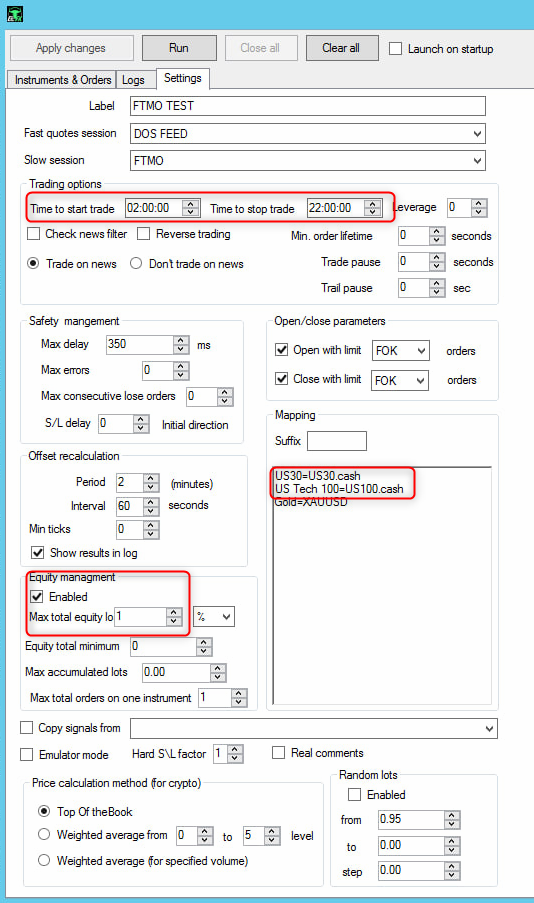 Apply changes Run Close all Clear all Launch on startup
Instruments & Orders Logs Settings
Label FTMO TEST
Fast quotes session DOS FEED
Slow session FTMO
Trading options
Time to start trade 02:00:00 Time to stop trade 22:00:00 Leverage 0
Check news filter Reverse trading Min. order lifetime 0 seconds
Trade on news Don't trade on news Trade pause 0 seconds
Trail pause 0 sec
Safety mangement
Max delay 350 ms
Max errors 0
Max consecutive lose orders 0
S/L delay 0 Initial direction
Open/close parameters
Open with limit FOK orders
Close with limit FOK orders
Mapping
Suffix
US30=US30.cash
US Tech 100=US100.cash
Gold=XAUUSD
Offset recalculation
Period 2 (minutes)
Interval 60 seconds
Min ticks 0
Show results in log
Equity managment
Enabled
Max total equity lo 1 %
Equity total minimum 0
Max accumulated lots 0.00
Max total orders on one instrument 1
Copy signals from
Emulator mode Hard S\L factor 1 Real comments
Price calculation method (for crypto)
Top Of theBook
Weighted average from 0 to 5 level
Weighted average (for specified volume)
Random lots
Enabled
from 0.95
to 0.00
step 0.00